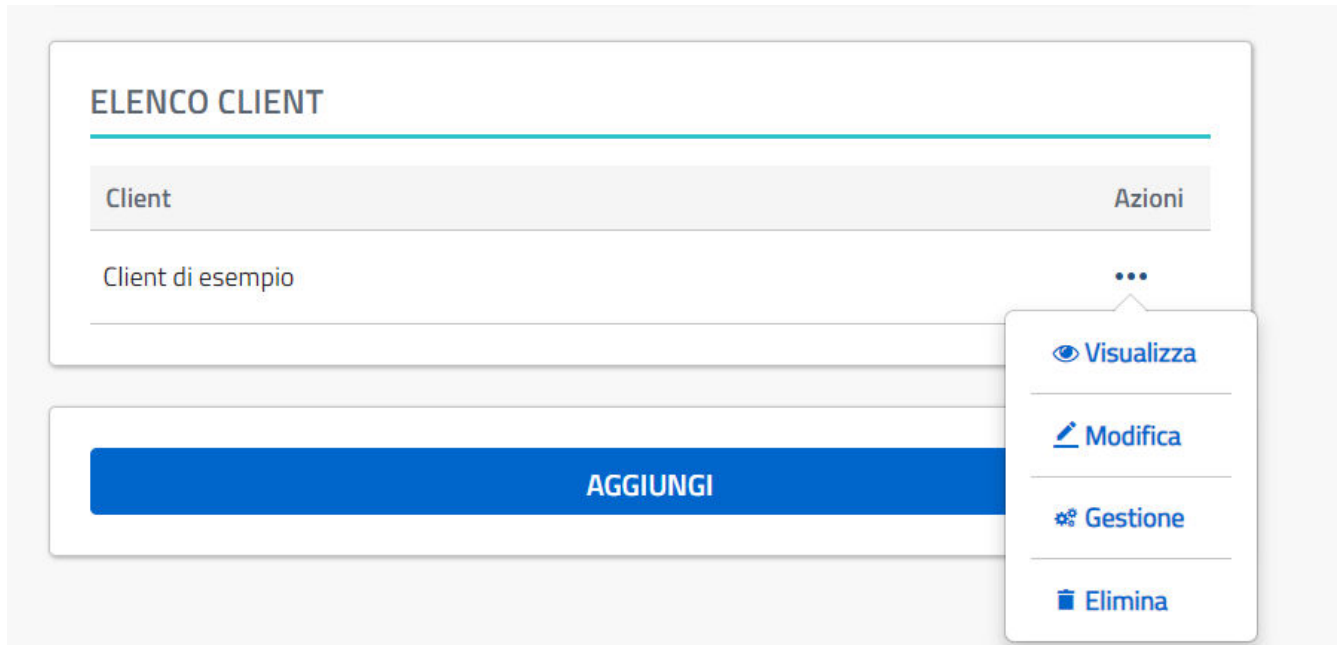 ELENCO CLIENT
Client Azioni
Client di esempio
Visualizza
Modifica
Gestione
Elimina
AGGIUNGI